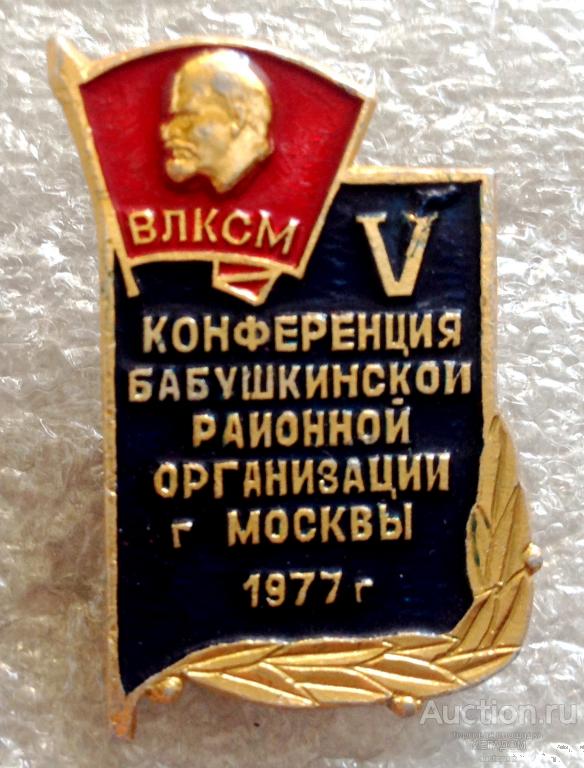 ВЛКСМ
V
КОНФЕРЕНЦИЯ
БАБУШКИНСКОЙ
РАЙОННОЙ
ОРГАНИЗАЦИИ
г МОСКВЫ
1977 г
Auction.ru